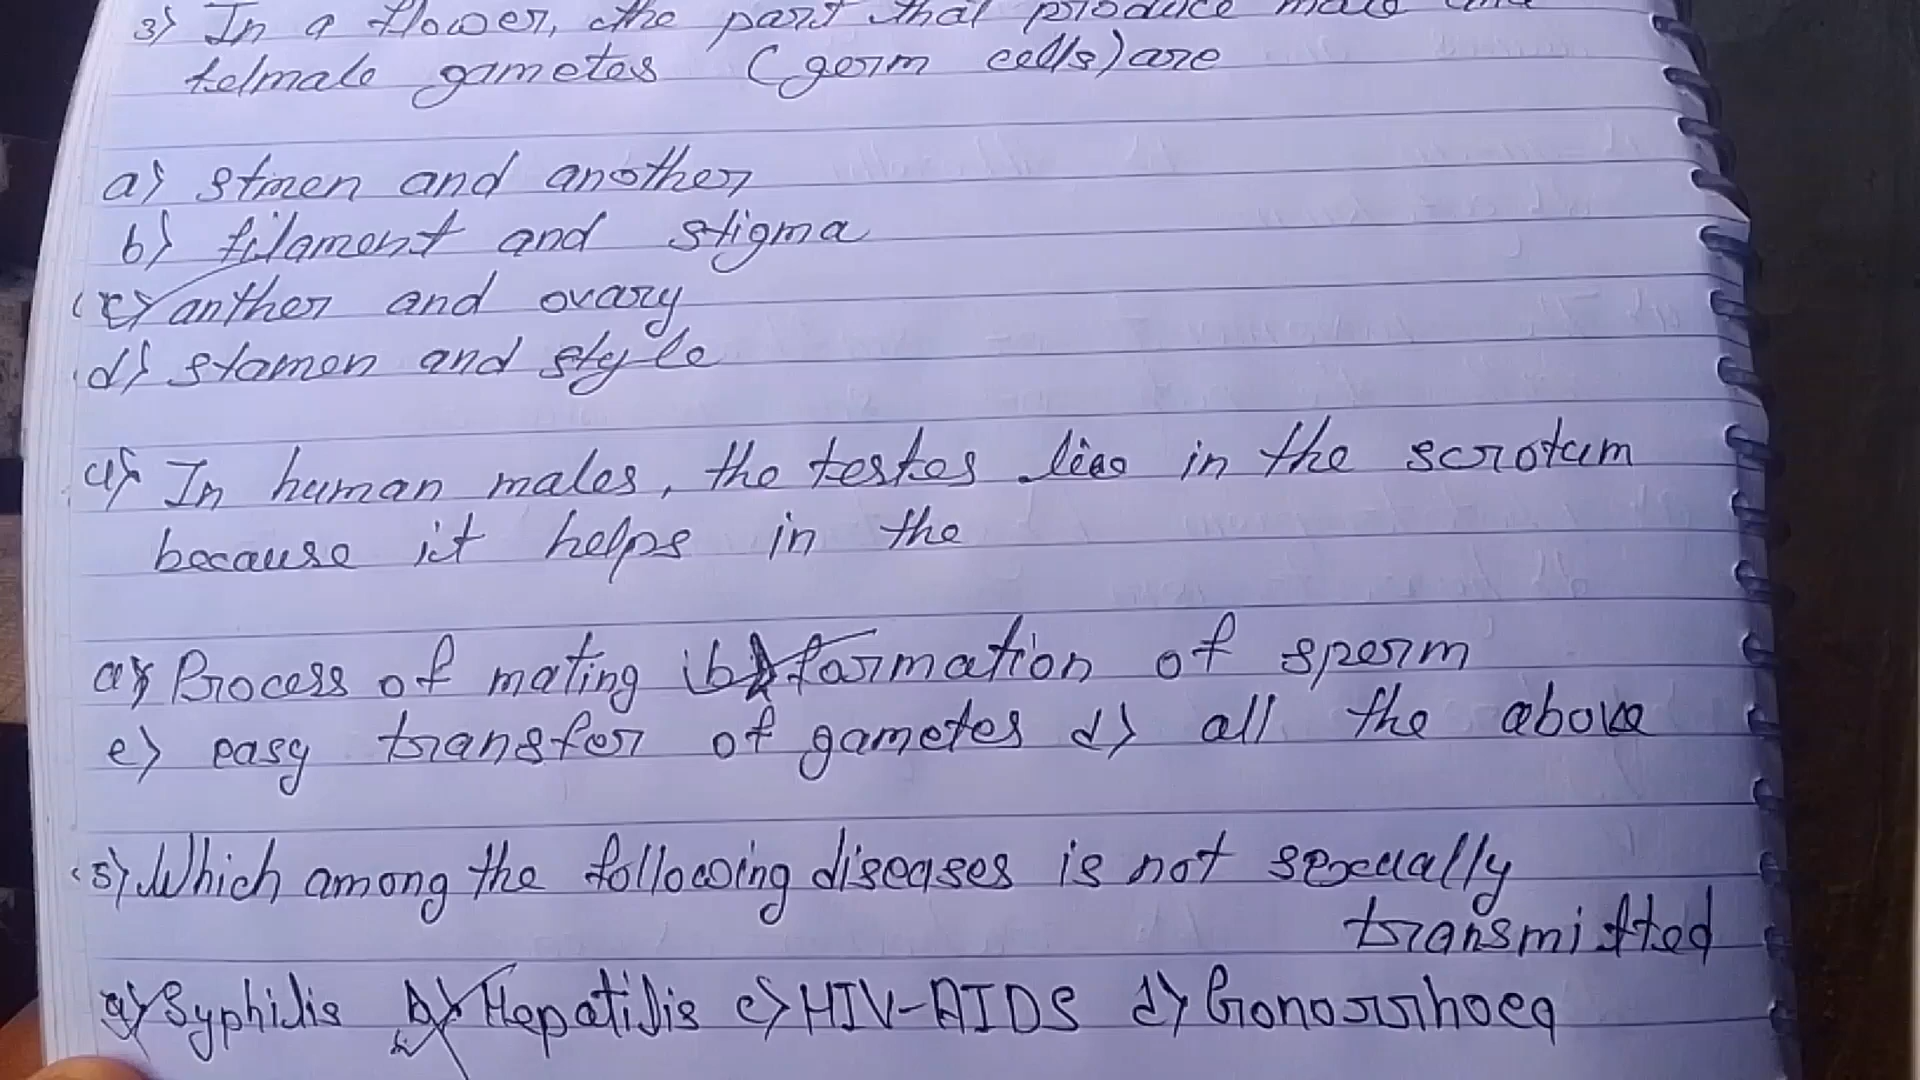 3) In a flower, the part that produce male and
felmale gametes (germ cells) are
a) stmen and another
b) filament and stigma
(c) anther and ovary
d) stamen and style
4) In human males, the testes lies in the scrotum
because it helps in the
a) Process of mating (b) formation of sperm
c) easy transfer of gametes d) all the above
(5) Which among the following diseases is not sexually
transmitted
a) Syphilis b) Hepatitis c) HIV-AIDS d) Gonorrhoea